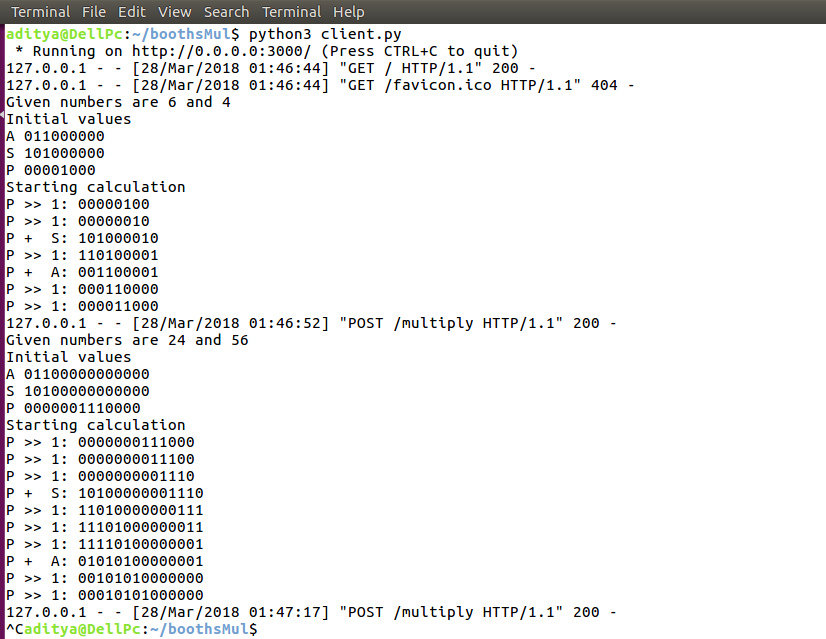 Terminal File Edit View Search Terminal Help
aditya@DellPc:~/boothsMul$ python3 client.py
 * Running on http://0.0.0.0:3000/ (Press CTRL+C to quit)
127.0.0.1 - - [28/Mar/2018 01:46:44] "GET / HTTP/1.1" 200 -
127.0.0.1 - - [28/Mar/2018 01:46:44] "GET /favicon.ico HTTP/1.1" 404 -
Given numbers are 6 and 4
Initial values
A 011000000
S 101000000
P 00001000
Starting calculation
P >> 1: 00000100
P >> 1: 00000010
P +  S: 101000010
P >> 1: 110100001
P +  A: 001100001
P >> 1: 000110000
P >> 1: 000011000
127.0.0.1 - - [28/Mar/2018 01:46:52] "POST /multiply HTTP/1.1" 200 -
Given numbers are 24 and 56
Initial values
A 01100000000000
S 10100000000000
P 0000001110000
Starting calculation
P >> 1: 0000000111000
P >> 1: 0000000011100
P >> 1: 0000000001110
P +  S: 10100000001110
P >> 1: 11010000000111
P >> 1: 11101000000011
P >> 1: 11110100000001
P +  A: 01010100000001
P >> 1: 00101010000000
P >> 1: 00010101000000
127.0.0.1 - - [28/Mar/2018 01:47:17] "POST /multiply HTTP/1.1" 200 -
^Caditya@DellPc:~/boothsMul$